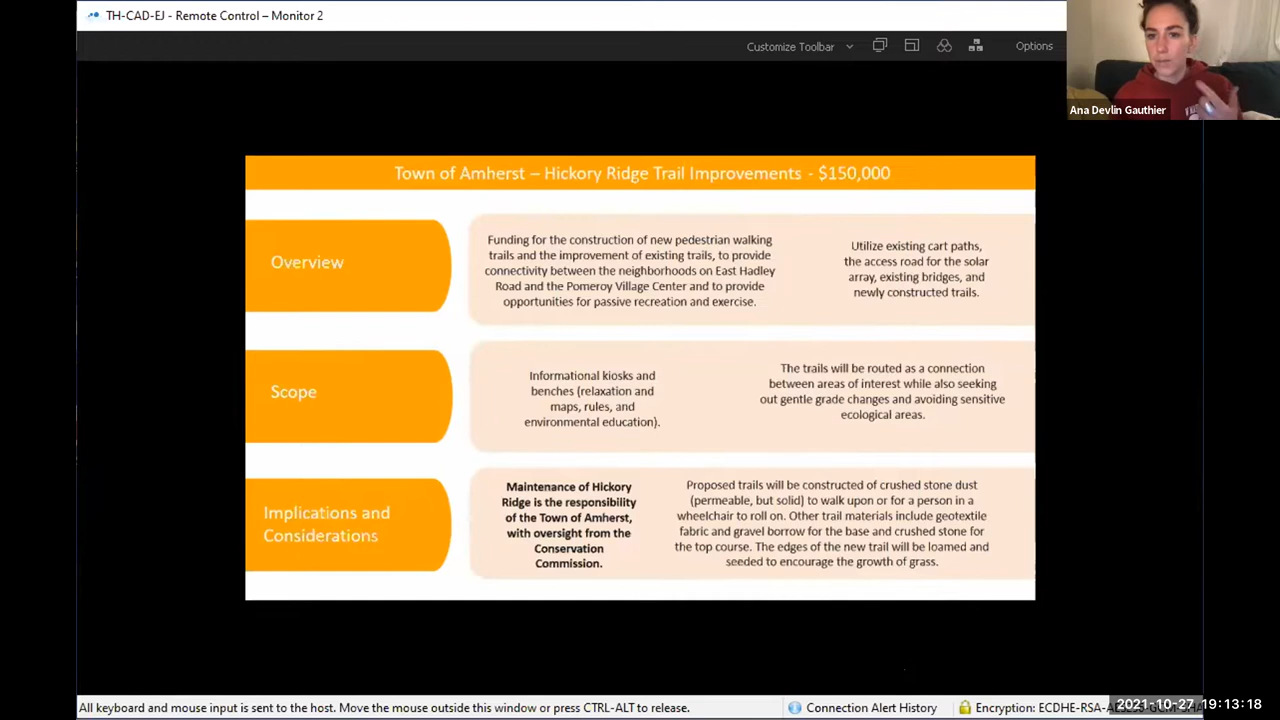 TH-CAD-EJ - Remote Control – Monitor 2
Customize Toolbar
Options
Ana Devlin Gauthier
Town of Amherst – Hickory Ridge Trail Improvements - $150,000
Overview
Funding for the construction of new pedestrian walking
trails and the improvement of existing trails, to provide
connectivity between the neighborhoods on East Hadley
Road and the Pomeroy Village Center and to provide
opportunities for passive recreation and exercise.
Utilize existing cart paths,
the access road for the solar
array, existing bridges, and
newly constructed trails.
Scope
Informational kiosks and
benches (relaxation and
maps, rules, and
environmental education).
The trails will be routed as a connection
between areas of interest while also seeking
out gentle grade changes and avoiding sensitive
ecological areas.
Implications and
Considerations
Maintenance of Hickory
Ridge is the responsibility
of the Town of Amherst,
with oversight from the
Conservation
Commission.
Proposed trails will be constructed of crushed stone dust
(permeable, but solid) to walk upon or for a person in a
wheelchair to roll on. Other trail materials include geotextile
fabric and gravel borrow for the base and crushed stone for
the top course. The edges of the new trail will be loamed and
seeded to encourage the growth of grass.
All keyboard and mouse input is sent to the host. Move the mouse outside this window or press CTRL-ALT to release.
Connection Alert History
Encryption: ECDHE-RSA-
2021-10-27 19:13:18